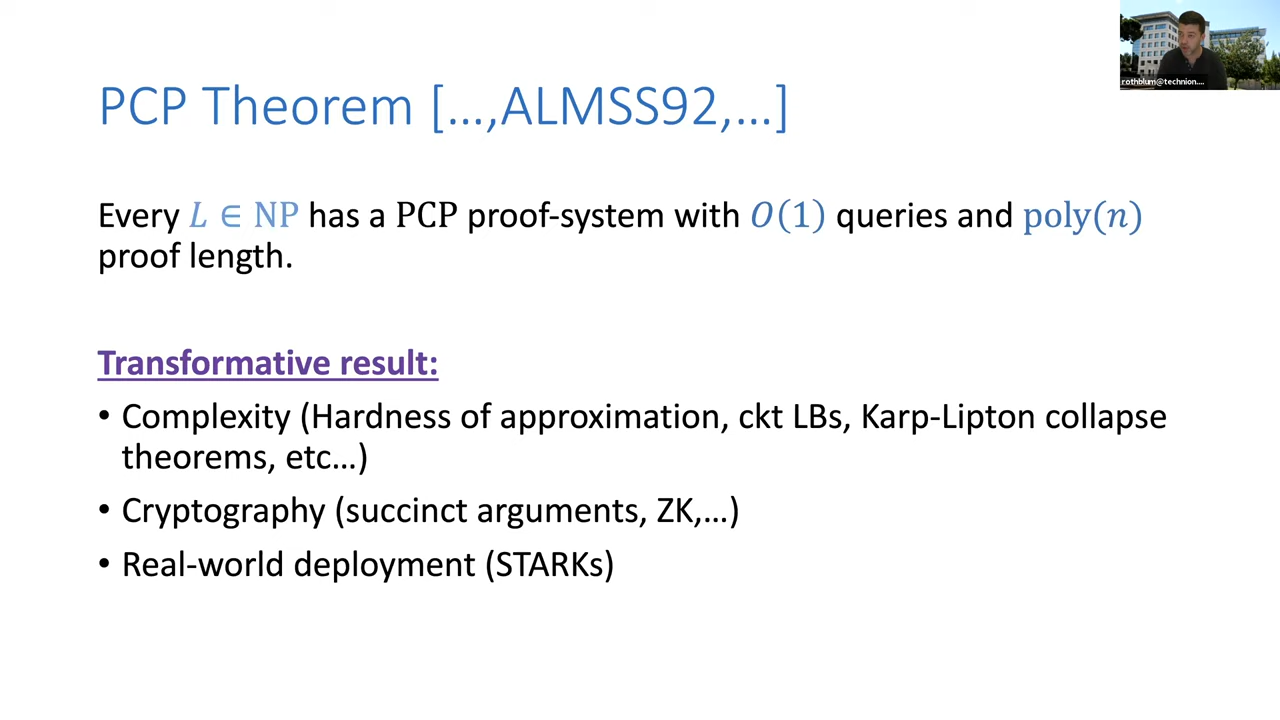 rothblum@technion....
PCP Theorem […,ALMSS92,…]
Every L ∈ NP has a PCP proof-system with O(1) queries and poly(n)
proof length.
Transformative result:
• Complexity (Hardness of approximation, ckt LBs, Karp-Lipton collapse
theorems, etc…)
• Cryptography (succinct arguments, ZK,…)
• Real-world deployment (STARKs)